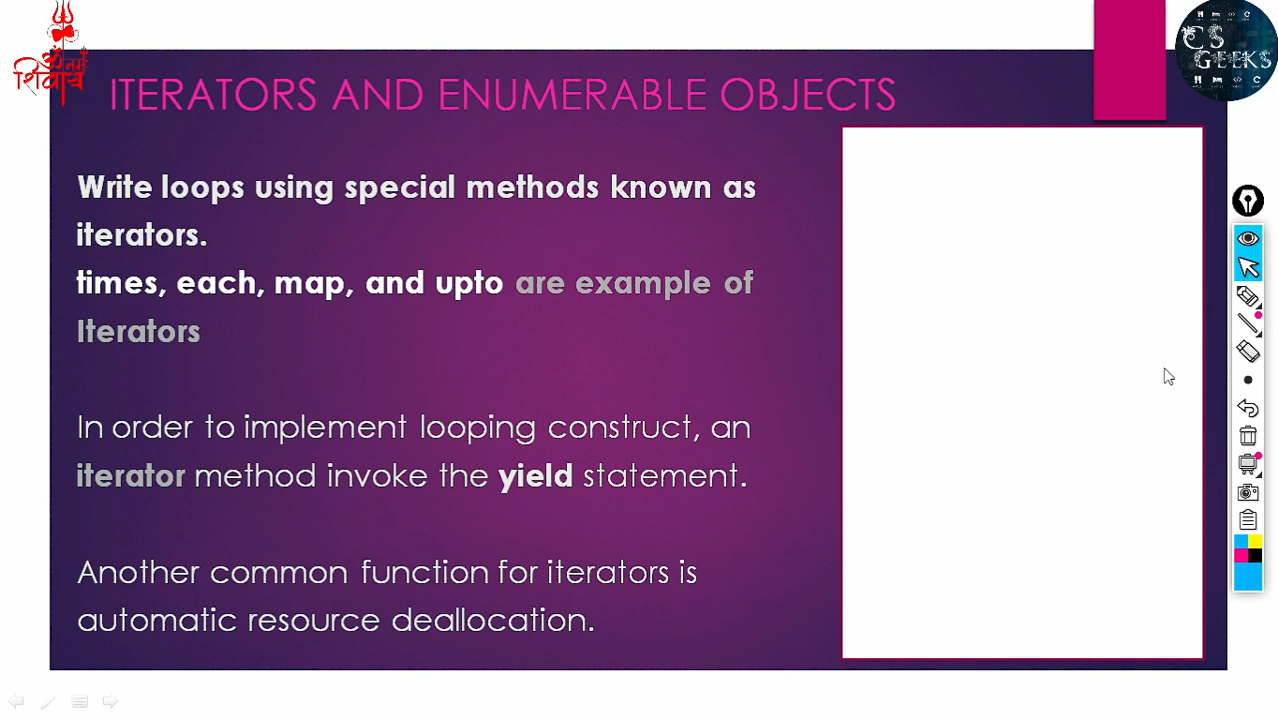 ॐ नमः
शिवाय
CS
GEEKS
ITERATORS AND ENUMERABLE OBJECTS
Write loops using special methods known as
iterators.
times, each, map, and upto are example of
Iterators
In order to implement looping construct, an
iterator method invoke the yield statement.
Another common function for iterators is
automatic resource deallocation.